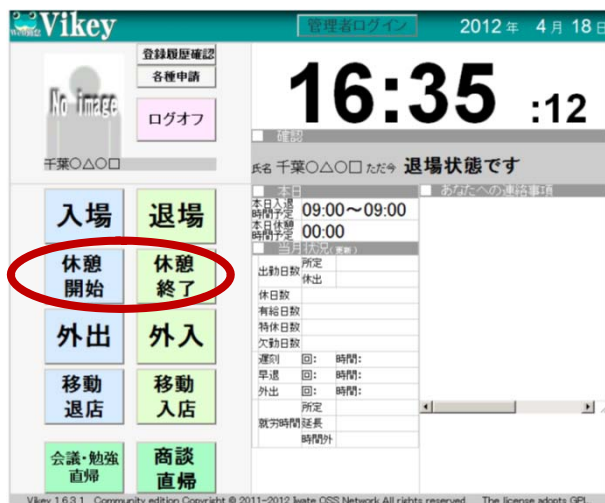 Vikey
管理者ログイン
2012 年 4 月 18 日
登録履歴確認
各種申請
ログオフ
No image
千葉○△○□
16:35 :12
■ 確認
氏名 千葉○△○□ ただ今 退場状態です
入場
退場
休憩
開始
休憩
終了
外出
外入
移動
退店
移動
入店
会議・勉強
直帰
商談
直帰
■ 本日
本日入退
時間予定
09:00〜09:00
本日休憩
時間予定
00:00
■ 当月状況(更新)
出勤日数
所定
休出
休日数
有給日数
特休日数
欠勤日数
遅刻 回: 時間:
早退 回: 時間:
外出 回: 時間:
就労時間
所定
延長
時間外
■ あなたへの連絡事項
Vikey 1.6.3.1 Community edition Copyright © 2011-2012 Iwate OSS Network All rights reserved. The license adopts GPL